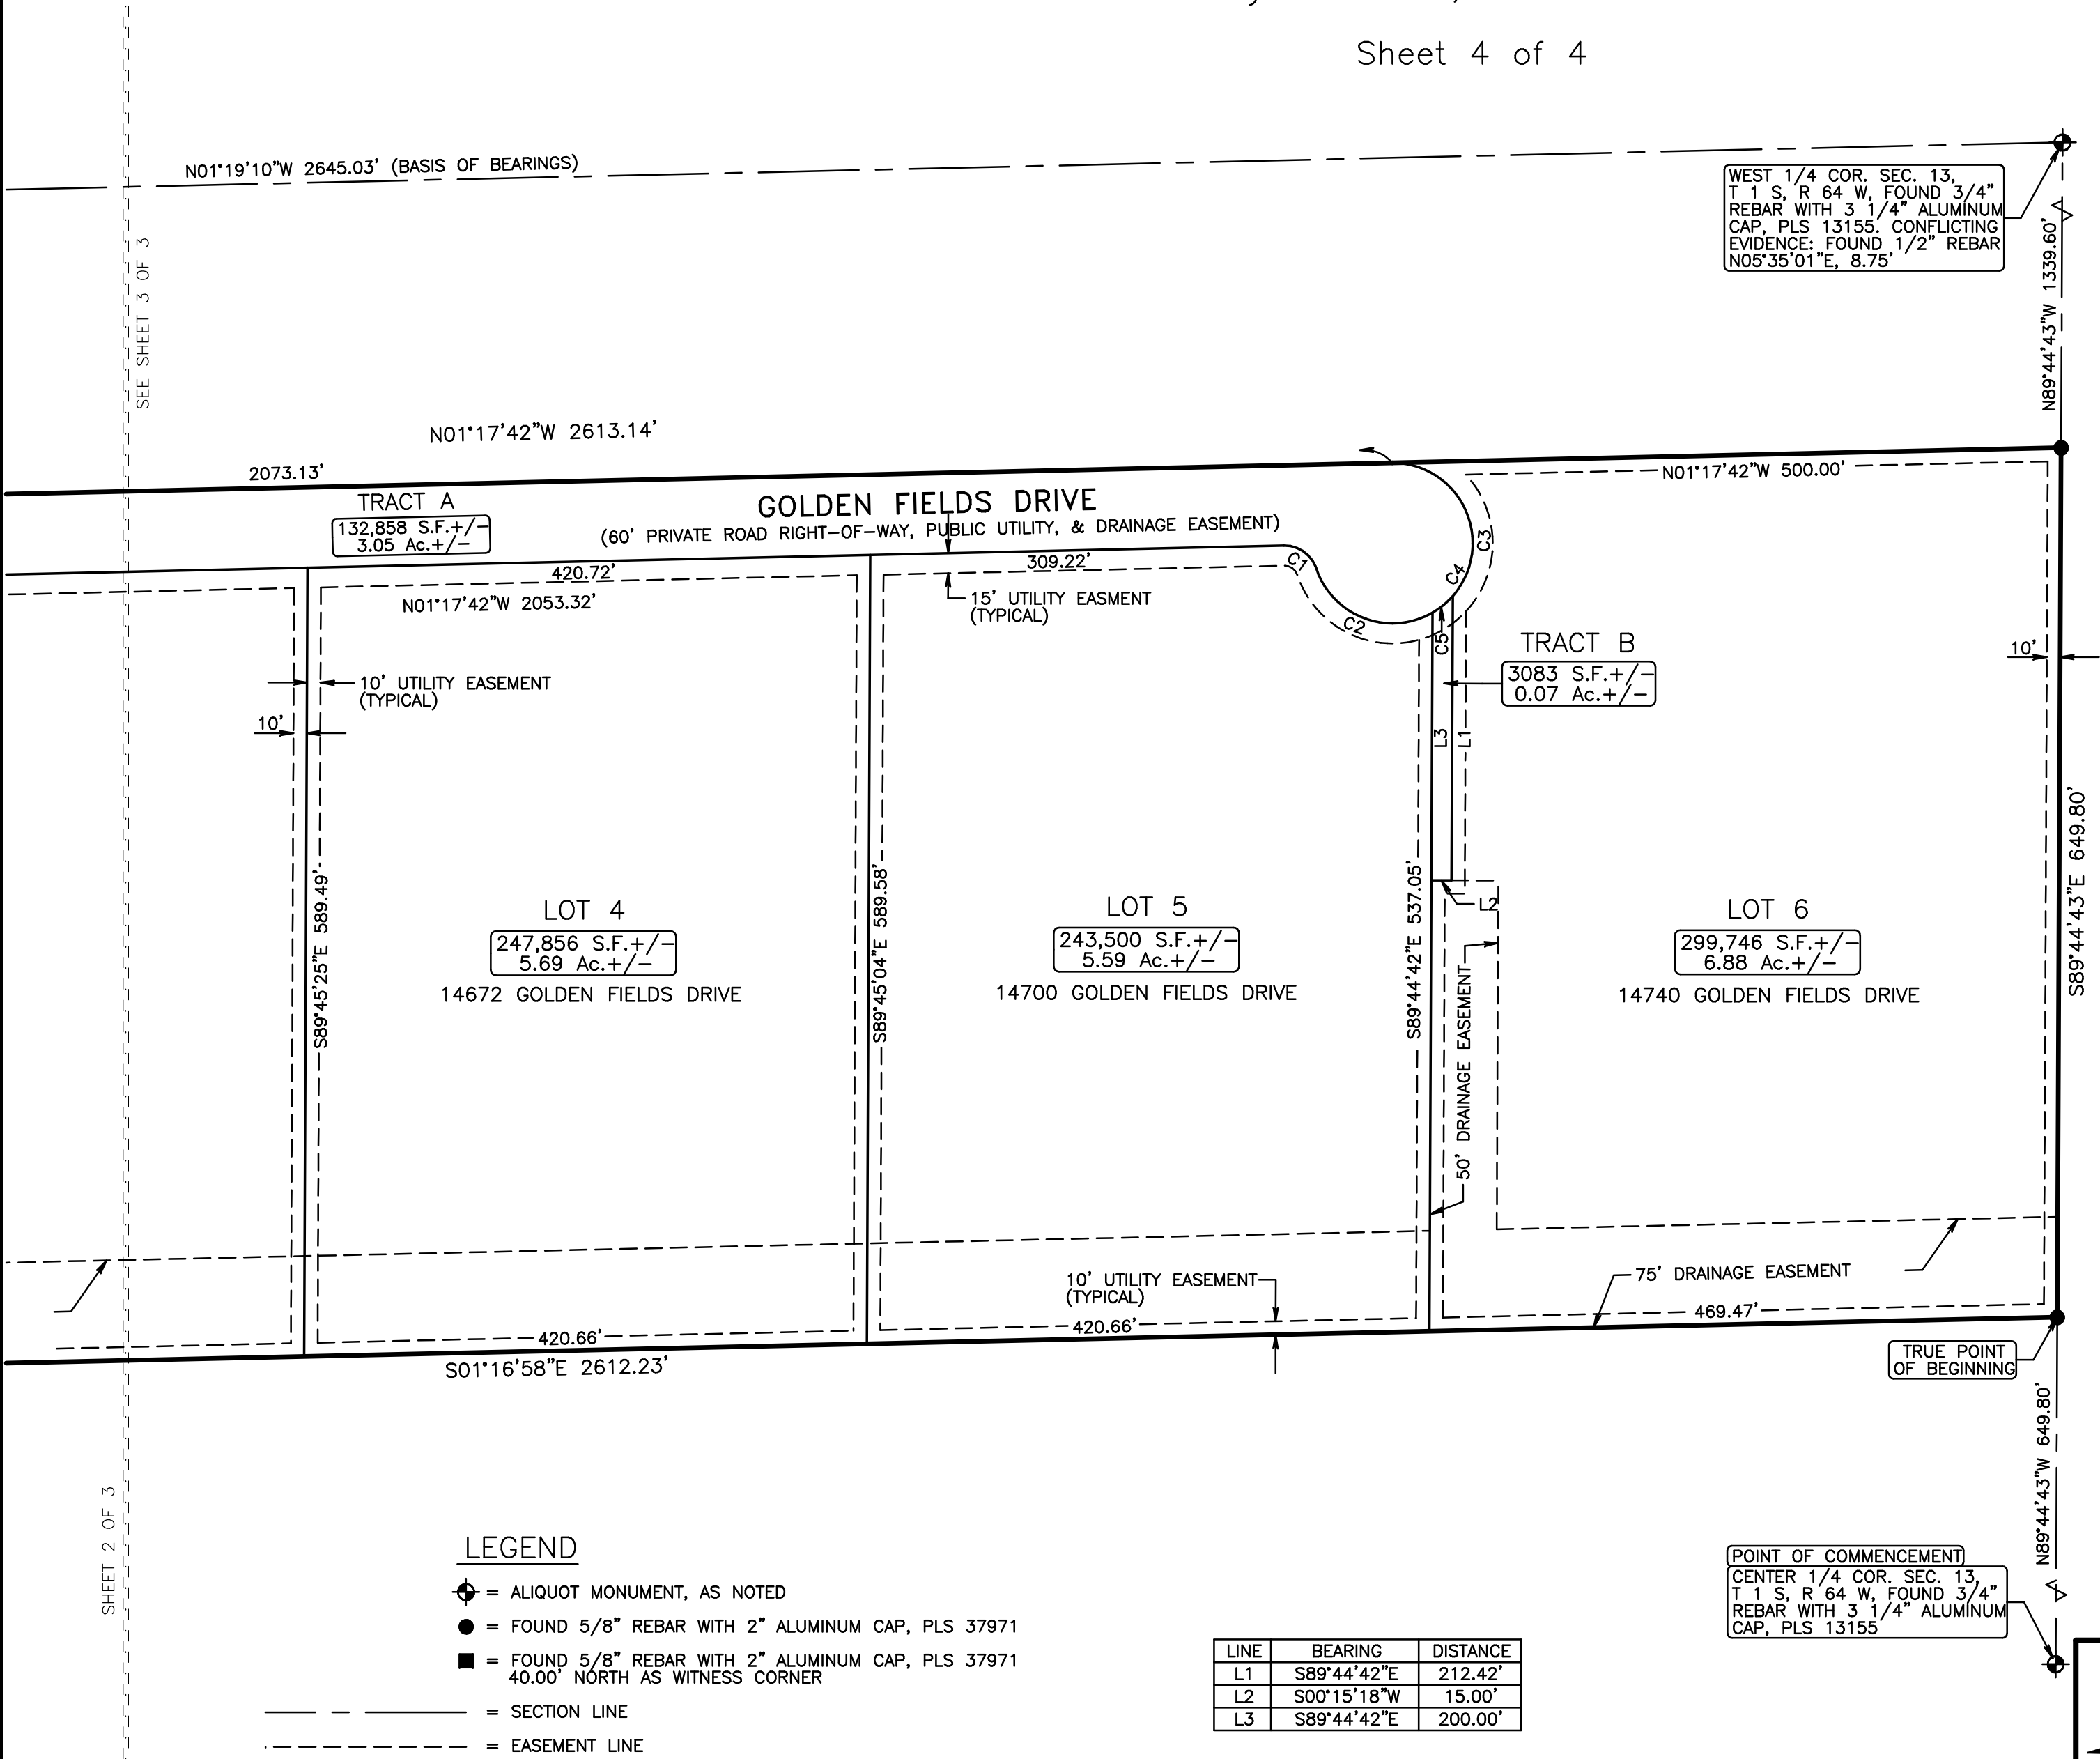 Sheet 4 of 4
N01°19'10"W 2645.03' (BASIS OF BEARINGS)
WEST 1/4 COR. SEC. 13,
T 1 S, R 64 W, FOUND 3/4"
REBAR WITH 3 1/4" ALUMINUM
CAP, PLS 13155. CONFLICTING
EVIDENCE: FOUND 1/2" REBAR
N05°35'01"E, 8.75'
N89°44'43"W 1339.60'
SEE SHEET 3 OF 3
N01°17'42"W 2613.14'
2073.13'
N01°17'42"W 500.00'
TRACT A
132,858 S.F.+/-
3.05 Ac.+/-
GOLDEN FIELDS DRIVE
(60' PRIVATE ROAD RIGHT-OF-WAY, PUBLIC UTILITY, & DRAINAGE EASEMENT)
420.72'
N01°17'42"W 2053.32'
309.22'
15' UTILITY EASMENT
(TYPICAL)
C1
C2
C3
C4
C5
TRACT B
3083 S.F.+/-
0.07 Ac.+/-
10'
10' UTILITY EASEMENT
(TYPICAL)
10'
L3
L1
L2
S89°45'25"E 589.49'
LOT 4
247,856 S.F.+/-
5.69 Ac.+/-
14672 GOLDEN FIELDS DRIVE
S89°45'04"E 589.58'
LOT 5
243,500 S.F.+/-
5.59 Ac.+/-
14700 GOLDEN FIELDS DRIVE
S89°44'42"E 537.05'
50' DRAINAGE EASEMENT
LOT 6
299,746 S.F.+/-
6.88 Ac.+/-
14740 GOLDEN FIELDS DRIVE
S89°44'43"E 649.80'
10' UTILITY EASEMENT
(TYPICAL)
75' DRAINAGE EASEMENT
420.66'
420.66'
469.47'
S01°16'58"E 2612.23'
TRUE POINT
OF BEGINNING
N89°44'43"W 649.80'
SHEET 2 OF 3
POINT OF COMMENCEMENT
CENTER 1/4 COR. SEC. 13,
T 1 S, R 64 W, FOUND 3/4"
REBAR WITH 3 1/4" ALUMINUM
CAP, PLS 13155
LEGEND
= ALIQUOT MONUMENT, AS NOTED
= FOUND 5/8" REBAR WITH 2" ALUMINUM CAP, PLS 37971
= FOUND 5/8" REBAR WITH 2" ALUMINUM CAP, PLS 37971
40.00' NORTH AS WITNESS CORNER
= SECTION LINE
= EASEMENT LINE
LINE BEARING DISTANCE
L1 S89°44'42"E 212.42'
L2 S00°15'18"W 15.00'
L3 S89°44'42"E 200.00'